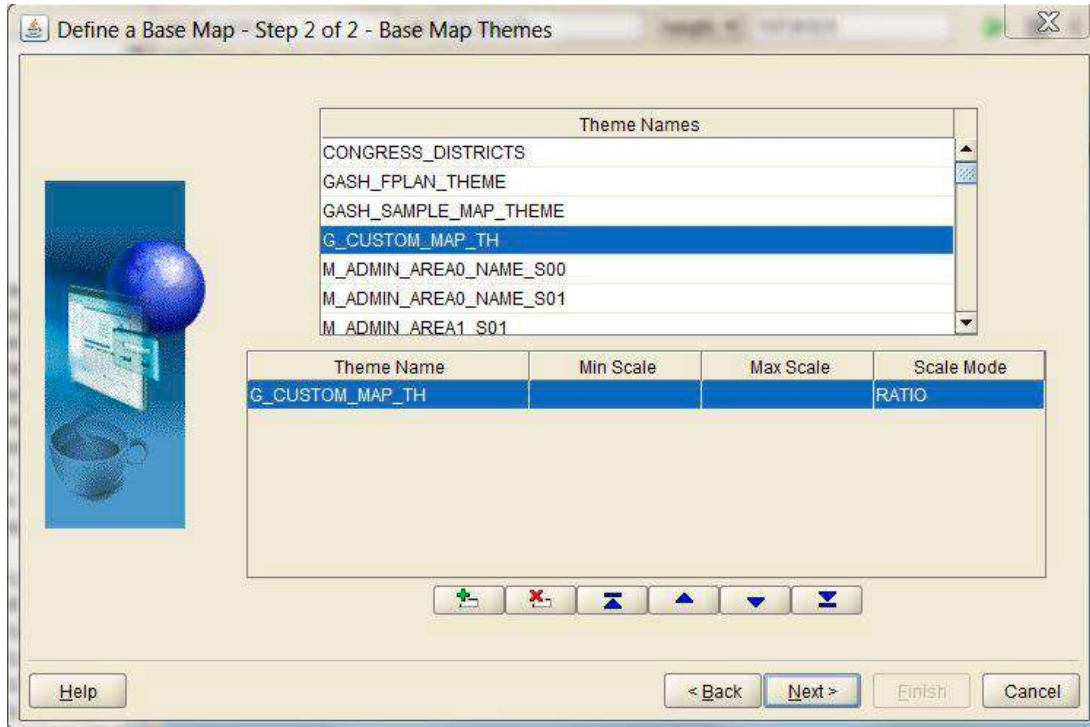 Define a Base Map - Step 2 of 2 - Base Map Themes
Theme Names
CONGRESS_DISTRICTS
GASH_FPLAN_THEME
GASH_SAMPLE_MAP_THEME
G_CUSTOM_MAP_TH
M_ADMIN_AREA0_NAME_S00
M_ADMIN_AREA0_NAME_S01
M_ADMIN_AREA1_S01
Theme Name Min Scale Max Scale Scale Mode
G_CUSTOM_MAP_TH RATIO
Help < Back Next > Finish Cancel